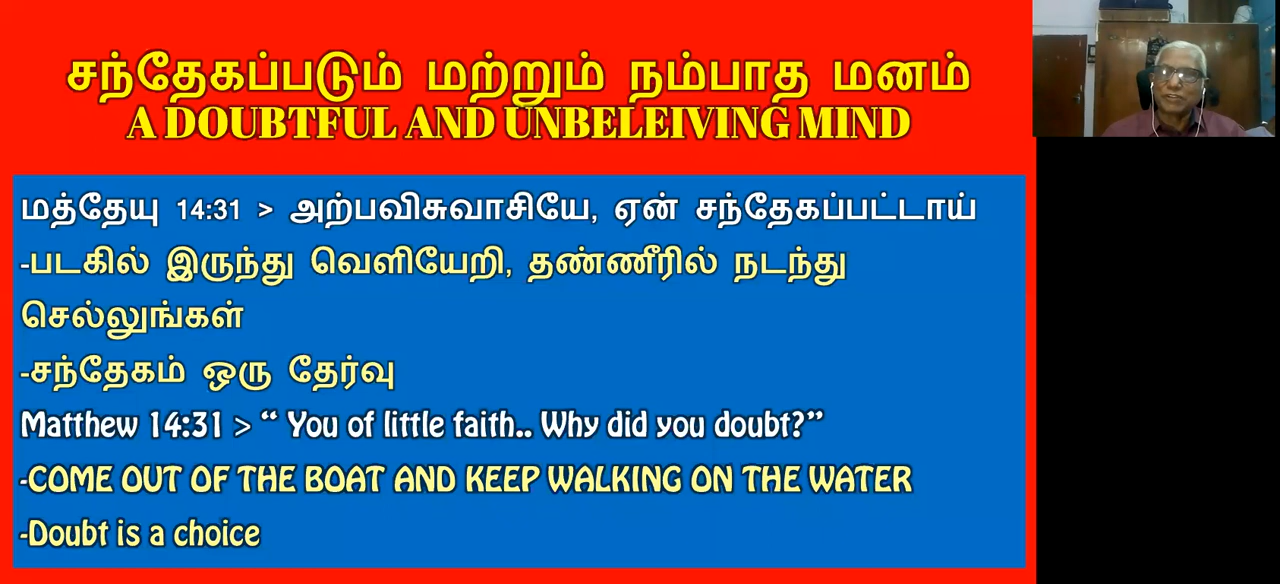 சந்தேகப்படும் மற்றும் நம்பாத மனம்
A DOUBTFUL AND UNBELEIVING MIND
மத்தேயு 14:31 > அற்பவிசுவாசியே, ஏன் சந்தேகப்பட்டாய்
-படகில் இருந்து வெளியேறி, தண்ணீரில் நடந்து
செல்லுங்கள்
-சந்தேகம் ஒரு தேர்வு
Matthew 14:31 > “ You of little faith.. Why did you doubt?”
-COME OUT OF THE BOAT AND KEEP WALKING ON THE WATER
-Doubt is a choice